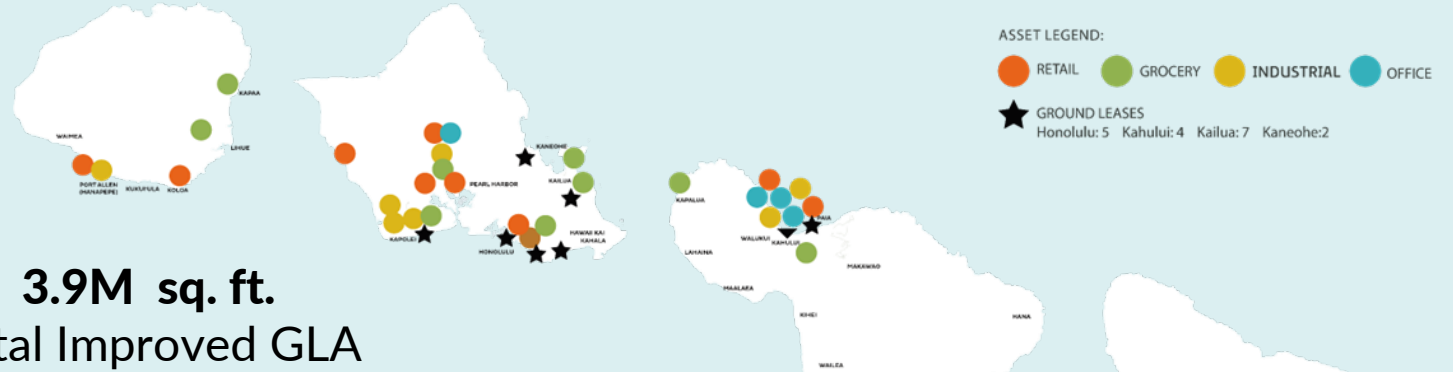 ASSET LEGEND:
RETAIL GROCERY INDUSTRIAL OFFICE
GROUND LEASES
Honolulu: 5 Kahului: 4 Kailua: 7 Kaneohe:2
KAPAA
WAIMEA
LIHUE
PORT ALLEN
(HANAPEPE)
KUKUI'ULA
KOLOA
KANEOHE
KAILUA
PEARL HARBOR
KAPOLEI
HONOLULU
HAWAII KAI
KAHALA
KAPALUA
LAHAINA
MAALAEA
KIHEI
WAILEA
PAIA
KAHULUI
MAKAWAO
HANA
3.9M sq. ft.
tal Improved GLA